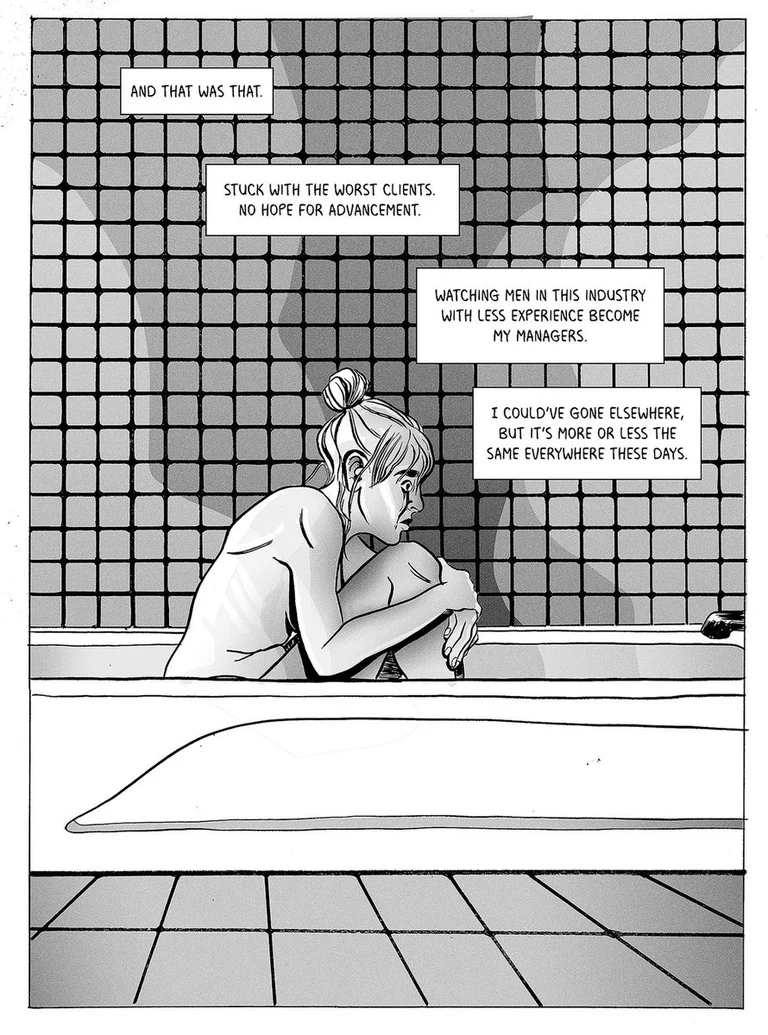 AND THAT WAS THAT.
STUCK WITH THE WORST CLIENTS.
NO HOPE FOR ADVANCEMENT.
WATCHING MEN IN THIS INDUSTRY
WITH LESS EXPERIENCE BECOME
MY MANAGERS.
I COULD'VE GONE ELSEWHERE,
BUT IT'S MORE OR LESS THE
SAME EVERYWHERE THESE DAYS.